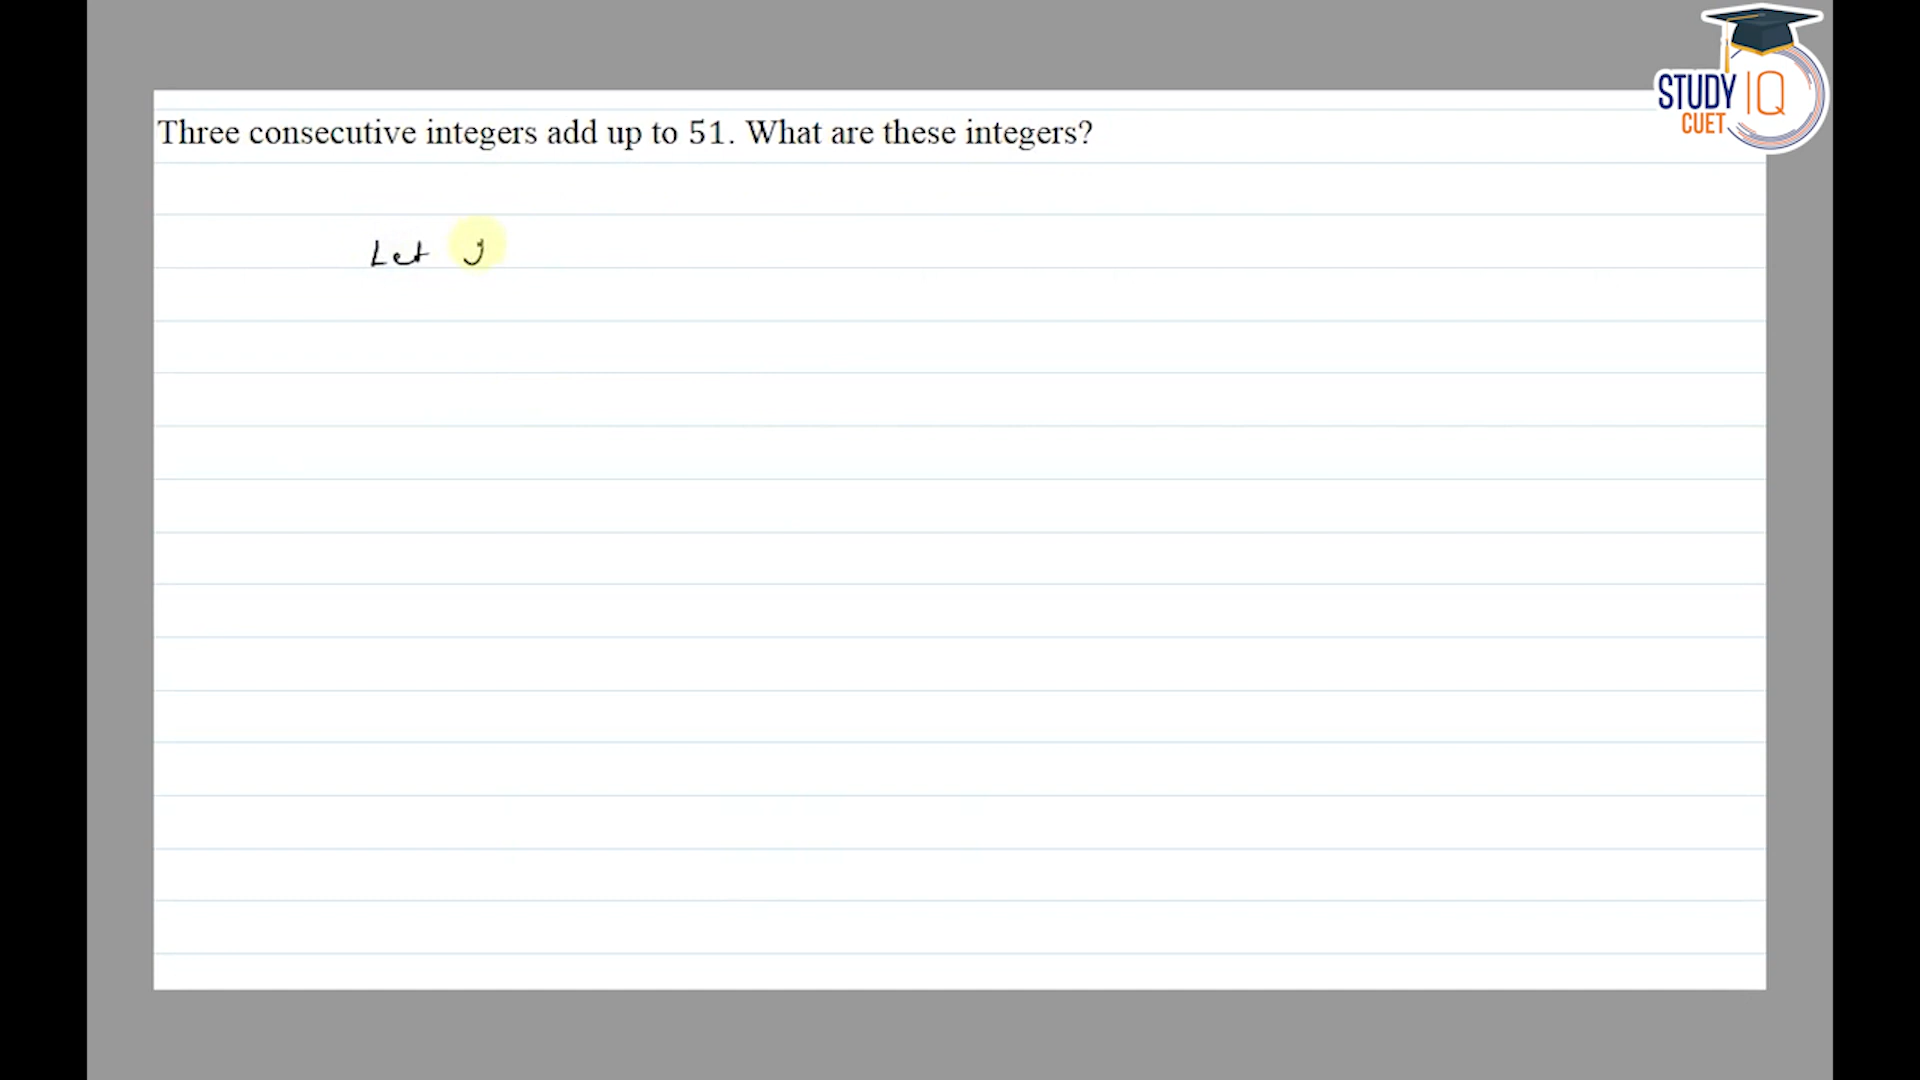 STUDY IQ
CUET
Three consecutive integers add up to 51. What are these integers?
Let